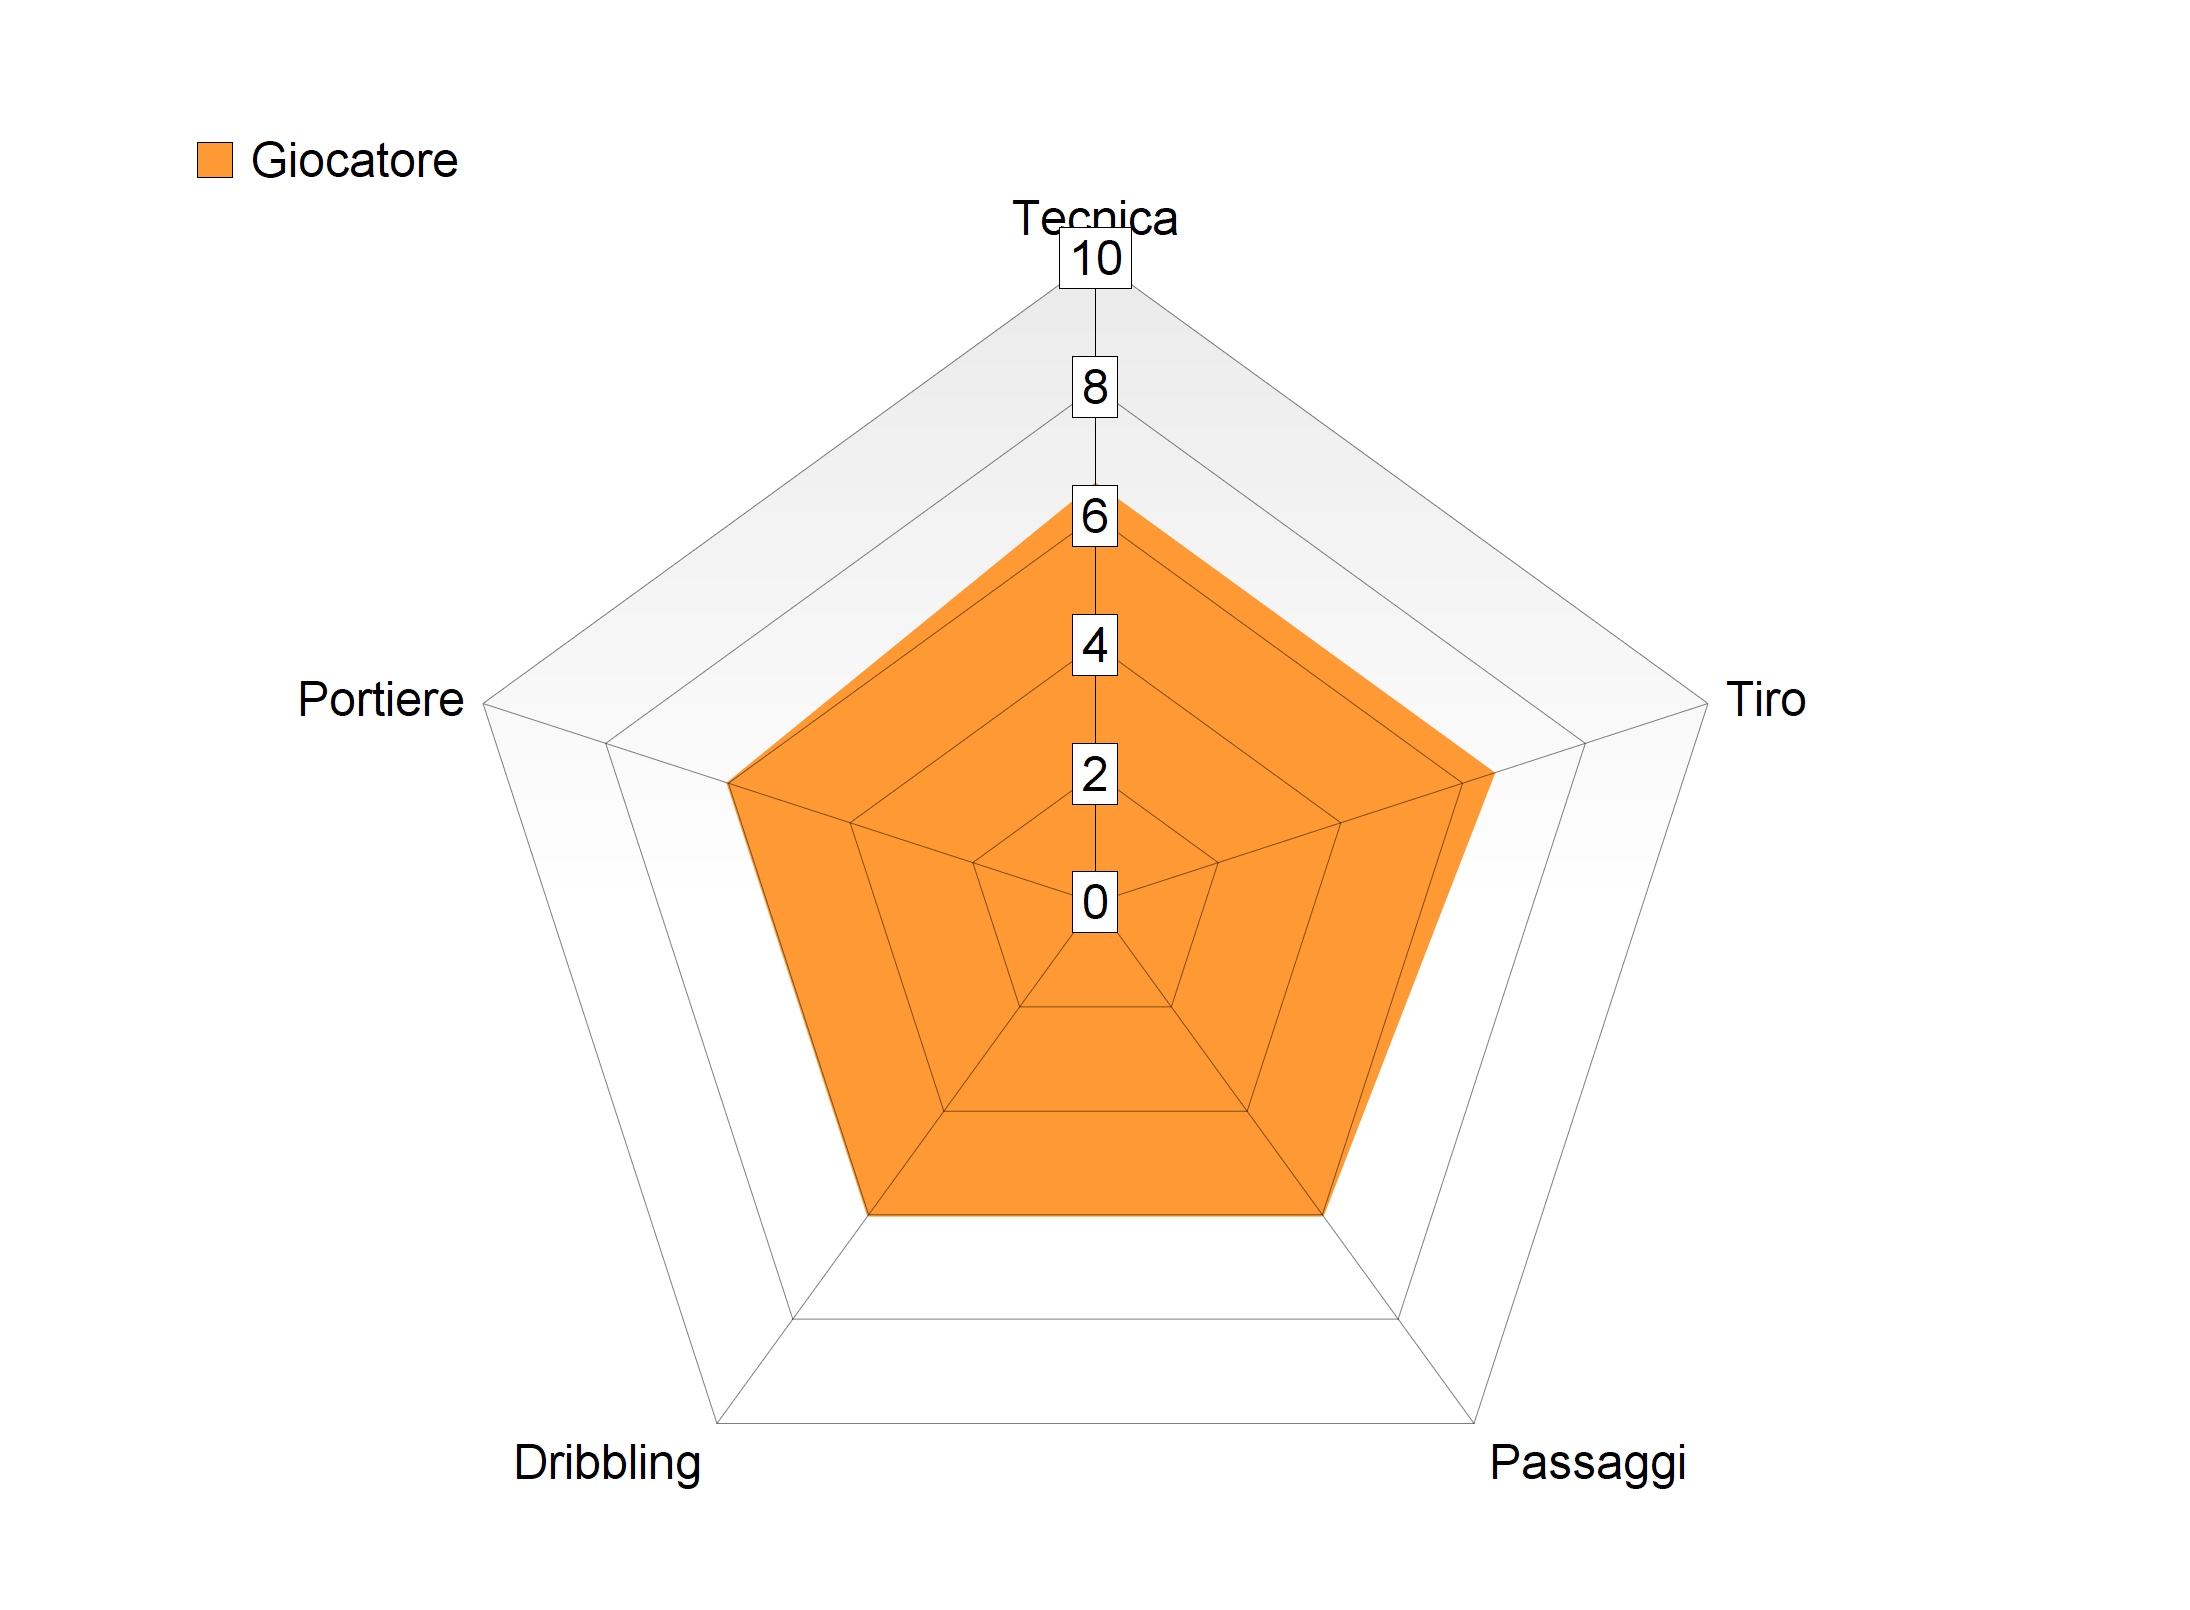 Giocatore
Tecnica
10
8
6
4
Portiere
Tiro
2
0
Dribbling
Passaggi